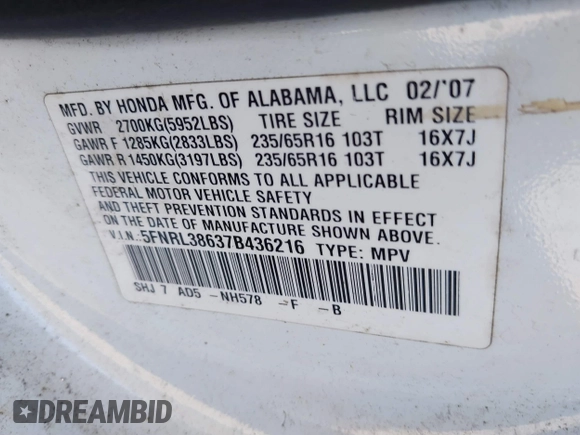 MFD. BY HONDA MFG. OF ALABAMA, LLC 02/'07
GVWR 2700KG(5952LBS) TIRE SIZE RIM SIZE
GAWR F 1285KG(2833LBS) 235/65R16 103T 16X7J
GAWR R 1450KG(3197LBS) 235/65R16 103T 16X7J
THIS VEHICLE CONFORMS TO ALL APPLICABLE
FEDERAL MOTOR VEHICLE SAFETY
AND THEFT PREVENTION STANDARDS IN EFFECT
ON THE DATE OF MANUFACTURE SHOWN ABOVE.
V.I.N.:5FNRL38637B436216 TYPE: MPV
SHJ 7 AD5 -NH578 -F -B
DREAMBID